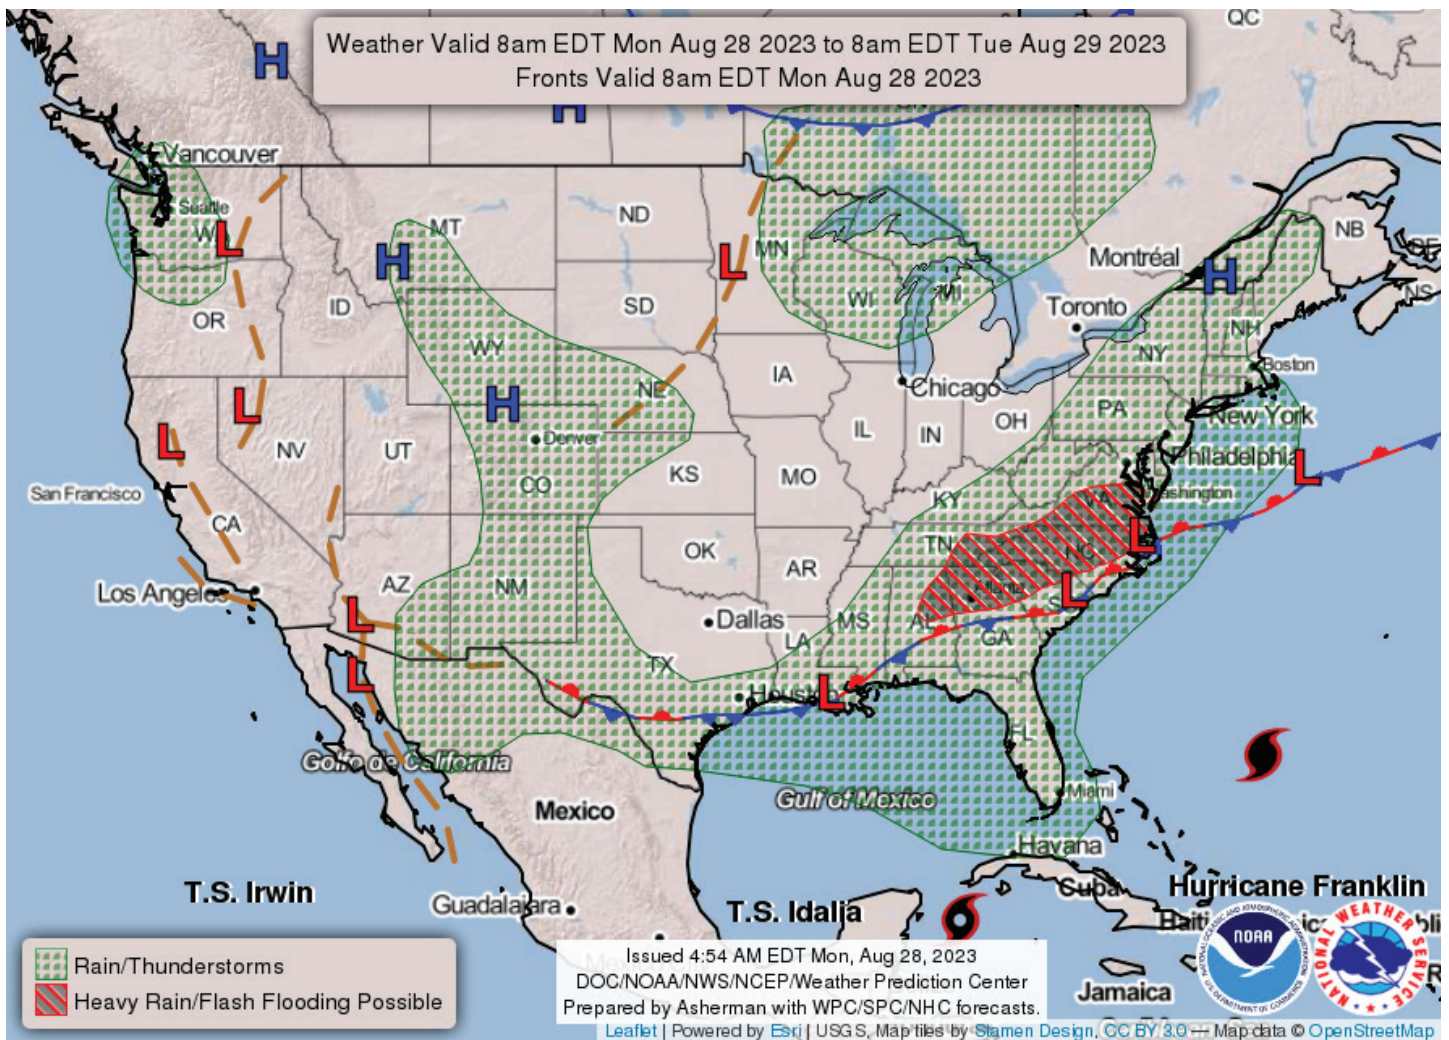 QC
Weather Valid 8am EDT Mon Aug 28 2023 to 8am EDT Tue Aug 29 2023
Fronts Valid 8am EDT Mon Aug 28 2023
H
H
Vancouver
Seattle
L
MT
ND
MN
NB
H
L
Montréal
H
NS
ID
SD
WI
MI
Toronto
OR
NH
WY
NY
Boston
IA
NE
Chicago
H
L
PA
New York
OH
IL
IN
L
Denver
NV
UT
Philadelphia
L
KS
MO
CO
San Francisco
KY
VA
Washington
CA
TN
NC
L
OK
AR
AZ
NM
Los Angeles
Atlanta
L
SC
L
Dallas
MS
AL
LA
GA
TX
L
Houston
L
FL
Golfo de California
Gulf of Mexico
Miami
Mexico
Havana
T.S. Irwin
Cuba
Hurricane Franklin
Guadalajara
T.S. Idalia
Rain/Thunderstorms
Heavy Rain/Flash Flooding Possible
Issued 4:54 AM EDT Mon, Aug 28, 2023
DOC/NOAA/NWS/NCEP/Weather Prediction Center
Prepared by Asherman with WPC/SPC/NHC forecasts.
Jamaica
NOAA
NATIONAL WEATHER SERVICE
Leaflet | Powered by Esri | USGS, Map tiles by Stamen Design, CC BY 3.0 — Map data © OpenStreetMap